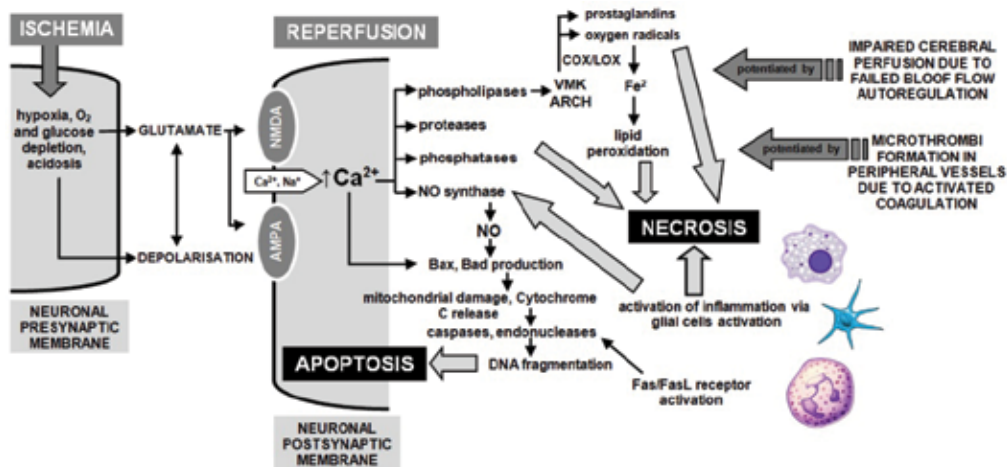 ISCHEMIA
hypoxia, O₂
and glucose
depletion,
acidosis
GLUTAMATE
DEPOLARISATION
NEURONAL
PRESYNAPTIC
MEMBRANE
REPERFUSION
NMDA
Ca²⁺, Na⁺
AMPA
↑Ca²⁺
phospholipases
proteases
phosphatases
NO synthase
NO
Bax, Bad production
mitochondrial damage, Cytochrome
C release
caspases, endonucleases
DNA fragmentation
APOPTOSIS
NEURONAL
POSTSYNAPTIC
MEMBRANE
prostaglandins
oxygen radicals
COX/LOX
VMK
ARCH
Fe²
lipid
peroxidation
NECROSIS
activation of inflammation via
glial cells activation
Fas/FasL receptor
activation
potentiated by
IMPAIRED CEREBRAL
PERFUSION DUE TO
FAILED BLOOF FLOW
AUTOREGULATION
potentiated by
MICROTHROMBI
FORMATION IN
PERIPHERAL VESSELS
DUE TO ACTIVATED
COAGULATION